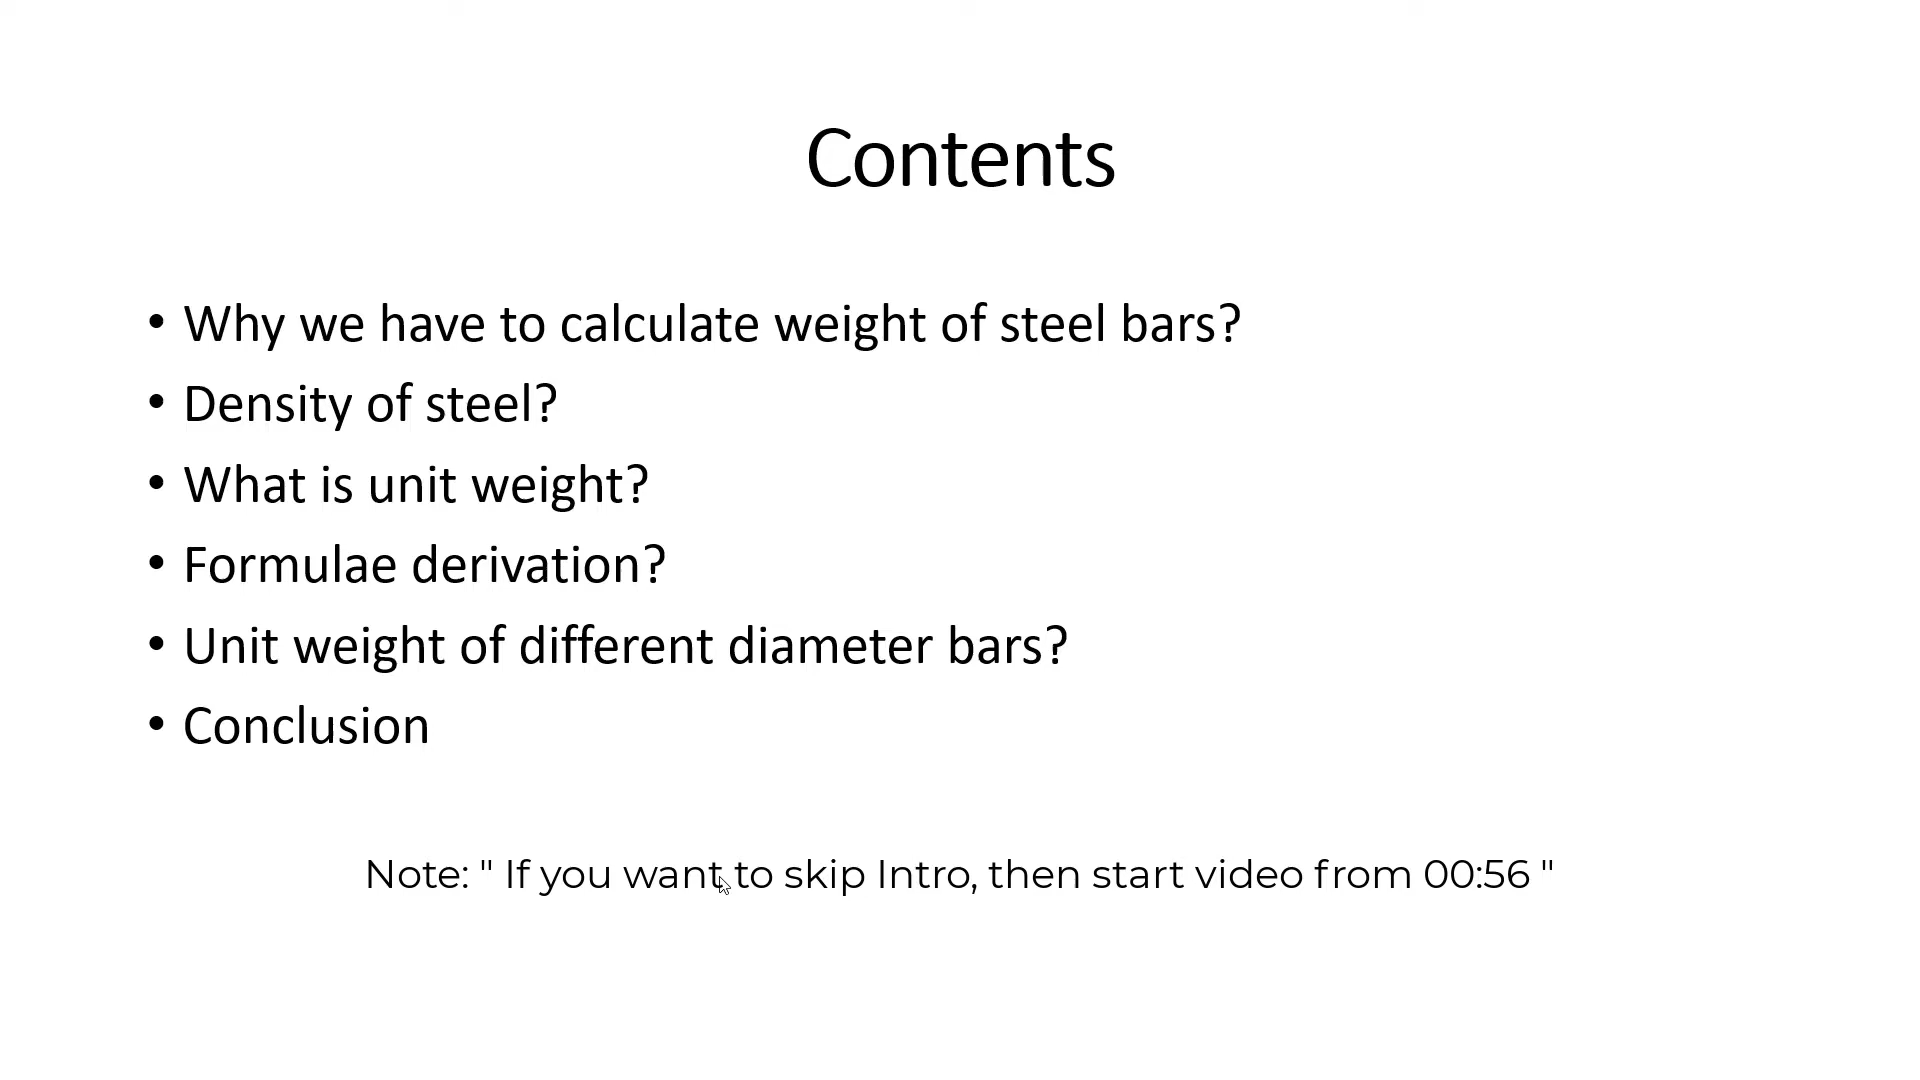 Contents
• Why we have to calculate weight of steel bars?
• Density of steel?
• What is unit weight?
• Formulae derivation?
• Unit weight of different diameter bars?
• Conclusion
Note: " If you want to skip Intro, then start video from 00:56 "